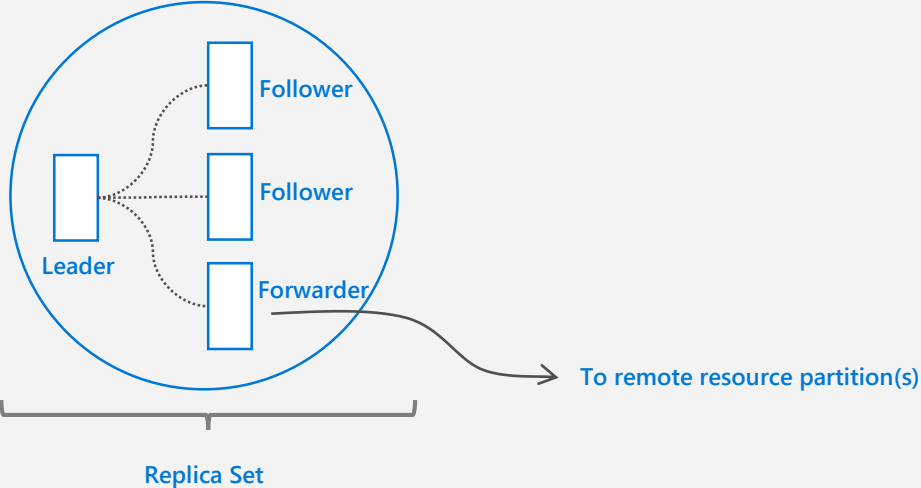 Follower
Follower
Leader
Forwarder
To remote resource partition(s)
Replica Set